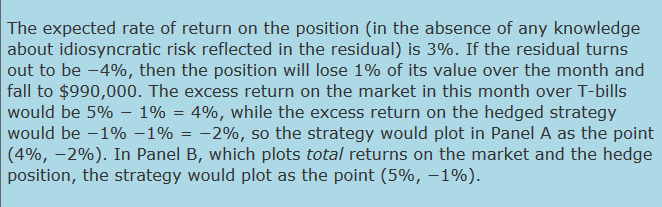 The expected rate of return on the position (in the absence of any knowledge
about idiosyncratic risk reflected in the residual) is 3%. If the residual turns
out to be −4%, then the position will lose 1% of its value over the month and
fall to $990,000. The excess return on the market in this month over T-bills
would be 5% − 1% = 4%, while the excess return on the hedged strategy
would be −1% −1% = −2%, so the strategy would plot in Panel A as the point
(4%, −2%). In Panel B, which plots total returns on the market and the hedge
position, the strategy would plot as the point (5%, −1%).